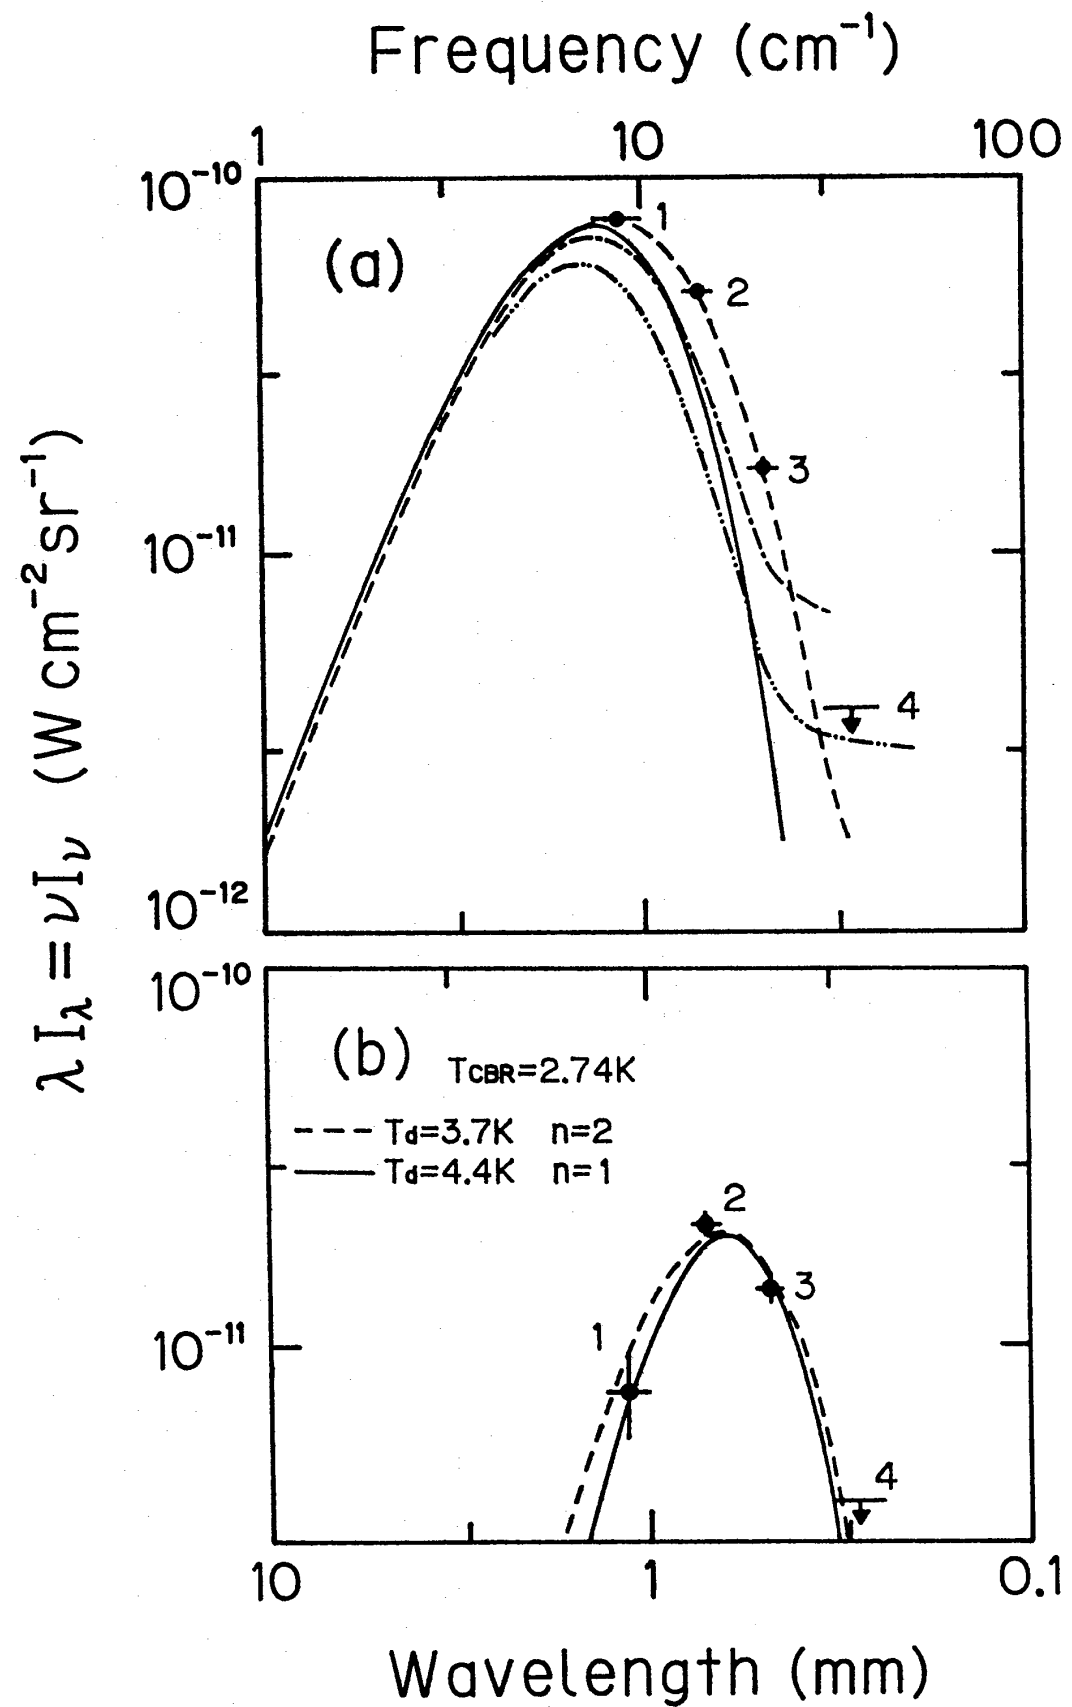 Frequency (cm⁻¹)
1 10 100
10⁻¹⁰
(a)
1
2
3
10⁻¹¹
4
10⁻¹²
λI_λ = νI_ν (W cm⁻² sr⁻¹)
10⁻¹⁰
(b) TCBR=2.74K
Td=3.7K n=2
Td=4.4K n=1
2
3
1
10⁻¹¹
4
10 1 0.1
Wavelength (mm)